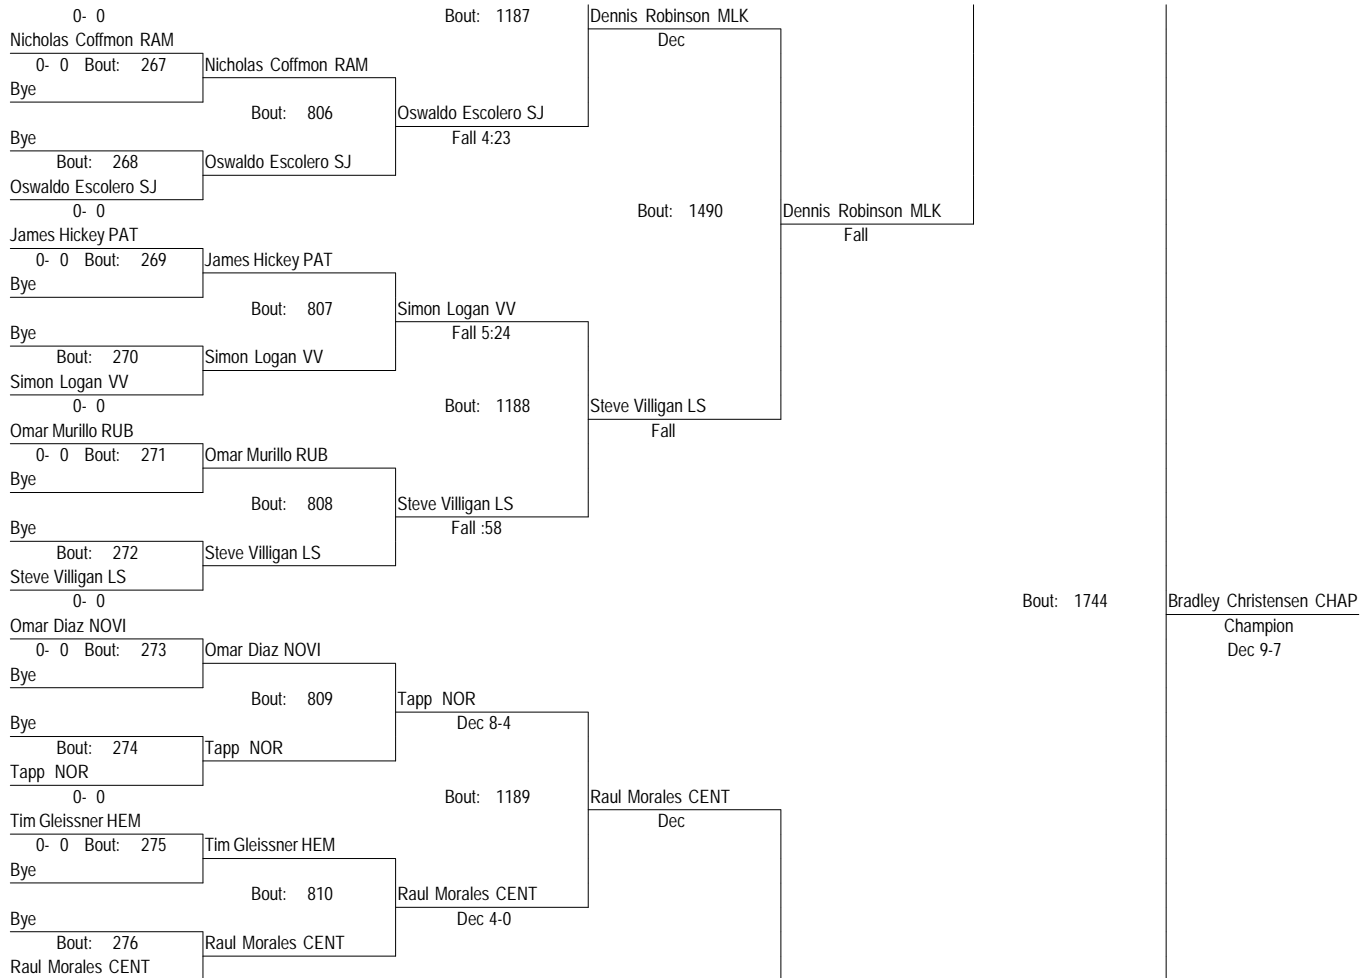 0- 0 Bout: 1187 Dennis Robinson MLK
Nicholas Coffmon RAM Dec
0- 0 Bout: 267 Nicholas Coffmon RAM
Bye
Bout: 806 Oswaldo Escolero SJ
Bye Fall 4:23
Bout: 268 Oswaldo Escolero SJ
Oswaldo Escolero SJ
0- 0 Bout: 1490 Dennis Robinson MLK
James Hickey PAT Fall
0- 0 Bout: 269 James Hickey PAT
Bye
Bout: 807 Simon Logan VV
Bye Fall 5:24
Bout: 270 Simon Logan VV
Simon Logan VV
0- 0 Bout: 1188 Steve Villigan LS
Omar Murillo RUB Fall
0- 0 Bout: 271 Omar Murillo RUB
Bye
Bout: 808 Steve Villigan LS
Bye Fall :58
Bout: 272 Steve Villigan LS
Steve Villigan LS
0- 0 Bout: 1744 Bradley Christensen CHAP
Omar Diaz NOVI Champion
0- 0 Bout: 273 Omar Diaz NOVI Dec 9-7
Bye
Bout: 809 Tapp NOR
Bye Dec 8-4
Bout: 274 Tapp NOR
Tapp NOR
0- 0 Bout: 1189 Raul Morales CENT
Tim Gleissner HEM Dec
0- 0 Bout: 275 Tim Gleissner HEM
Bye
Bout: 810 Raul Morales CENT
Bye Dec 4-0
Bout: 276 Raul Morales CENT
Raul Morales CENT